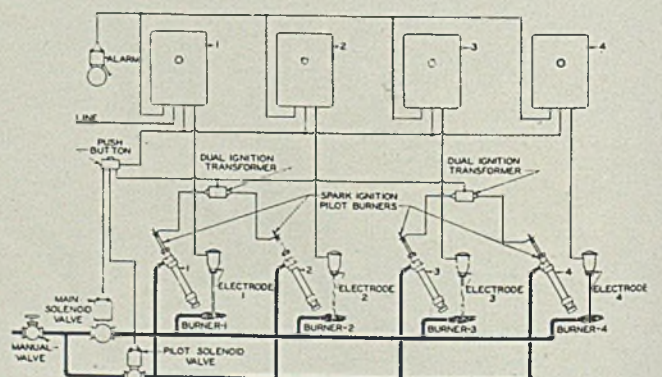 1
2
3
4
ALARM
LINE
PUSH
BUTTON
DUAL IGNITION
TRANSFORMER
DUAL IGNITION
TRANSFORMER
SPARK IGNITION
PILOT BURNERS
1
2
3
4
ELECTRODE
1
ELECTRODE
2
ELECTRODE
3
ELECTRODE
4
MAIN
SOLENOID
VALVE
BURNER-1
BURNER-2
BURNER-3
BURNER-4
MANUAL-
VALVE
PILOT SOLENOID
VALVE